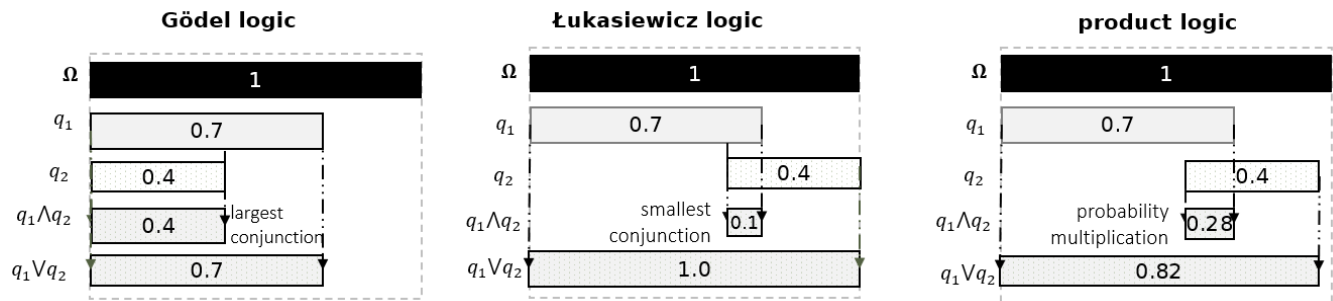 Gödel logic
Ω
1
q₁
0.7
q₂
0.4
q₁⋀q₂
0.4
largest
conjunction
q₁⋁q₂
0.7
Łukasiewicz logic
Ω
1
q₁
0.7
q₂
0.4
q₁⋀q₂
smallest
conjunction
0.1
q₁⋁q₂
1.0
product logic
Ω
1
q₁
0.7
q₂
0.4
q₁⋀q₂
probability
multiplication
0.28
q₁⋁q₂
0.82